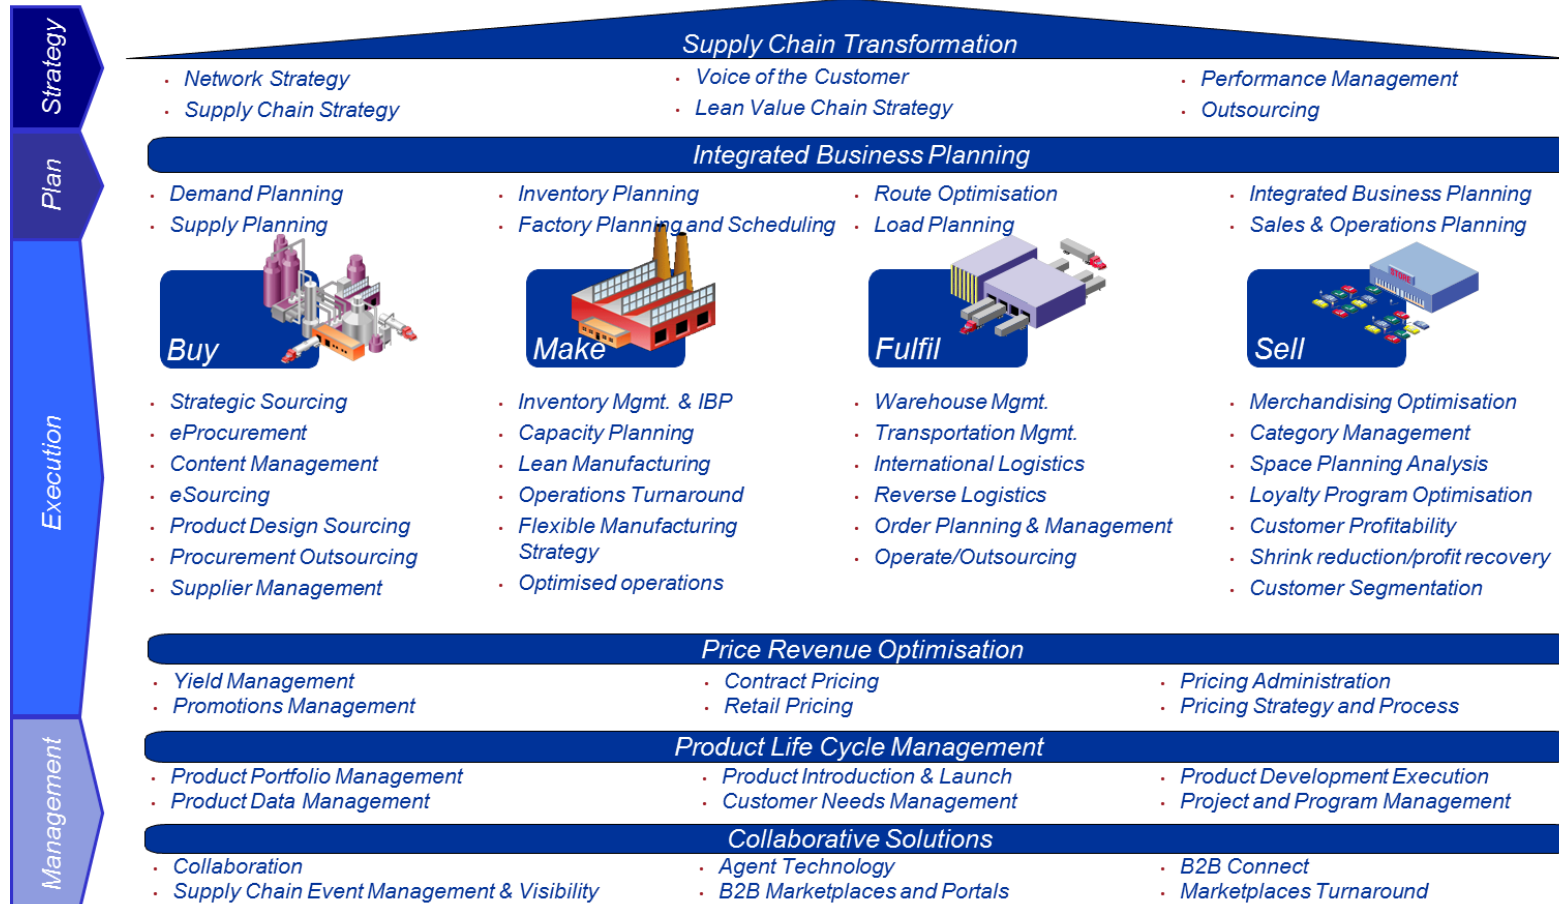 Strategy
Supply Chain Transformation
Network Strategy
Supply Chain Strategy
Voice of the Customer
Lean Value Chain Strategy
Performance Management
Outsourcing
Plan
Integrated Business Planning
Demand Planning
Supply Planning
Inventory Planning
Factory Planning and Scheduling
Route Optimisation
Load Planning
Integrated Business Planning
Sales & Operations Planning
Execution
Buy
Strategic Sourcing
eProcurement
Content Management
eSourcing
Product Design Sourcing
Procurement Outsourcing
Supplier Management
Make
Inventory Mgmt. & IBP
Capacity Planning
Lean Manufacturing
Operations Turnaround
Flexible Manufacturing
Strategy
Optimised operations
Fulfil
Warehouse Mgmt.
Transportation Mgmt.
International Logistics
Reverse Logistics
Order Planning & Management
Operate/Outsourcing
STORE
Sell
Merchandising Optimisation
Category Management
Space Planning Analysis
Loyalty Program Optimisation
Customer Profitability
Shrink reduction/profit recovery
Customer Segmentation
Price Revenue Optimisation
Yield Management
Promotions Management
Contract Pricing
Retail Pricing
Pricing Administration
Pricing Strategy and Process
Management
Product Life Cycle Management
Product Portfolio Management
Product Data Management
Product Introduction & Launch
Customer Needs Management
Product Development Execution
Project and Program Management
Collaborative Solutions
Collaboration
Supply Chain Event Management & Visibility
Agent Technology
B2B Marketplaces and Portals
B2B Connect
Marketplaces Turnaround